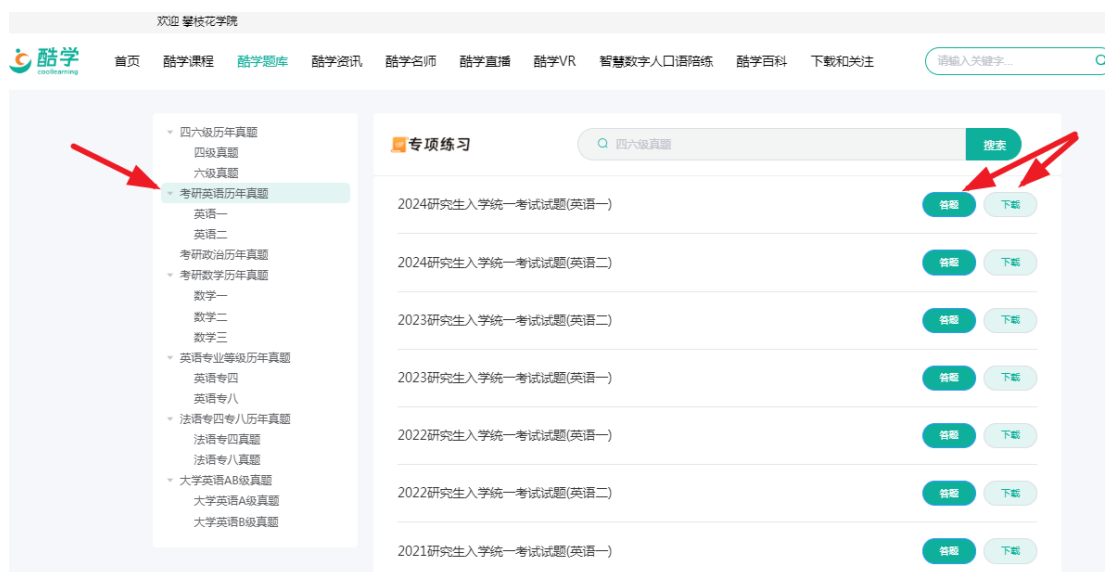 欢迎 攀枝花学院
酷学
coollearning
首页 酷学课程 酷学题库 酷学资讯 酷学名师 酷学直播 酷学VR 智慧数字人口语陪练 酷学百科 下载和关注
请输入关键字...
四六级历年真题
四级真题
六级真题
考研英语历年真题
英语一
英语二
考研政治历年真题
考研数学历年真题
数学一
数学二
数学三
英语专业等级历年真题
英语专四
英语专八
法语专四专八历年真题
法语专四真题
法语专八真题
大学英语AB级真题
大学英语A级真题
大学英语B级真题
专项练习
四六级真题 搜索
2024研究生入学统一考试试题(英语一) 答题 下载
2024研究生入学统一考试试题(英语二) 答题 下载
2023研究生入学统一考试试题(英语二) 答题 下载
2023研究生入学统一考试试题(英语一) 答题 下载
2022研究生入学统一考试试题(英语一) 答题 下载
2022研究生入学统一考试试题(英语二) 答题 下载
2021研究生入学统一考试试题(英语一) 答题 下载